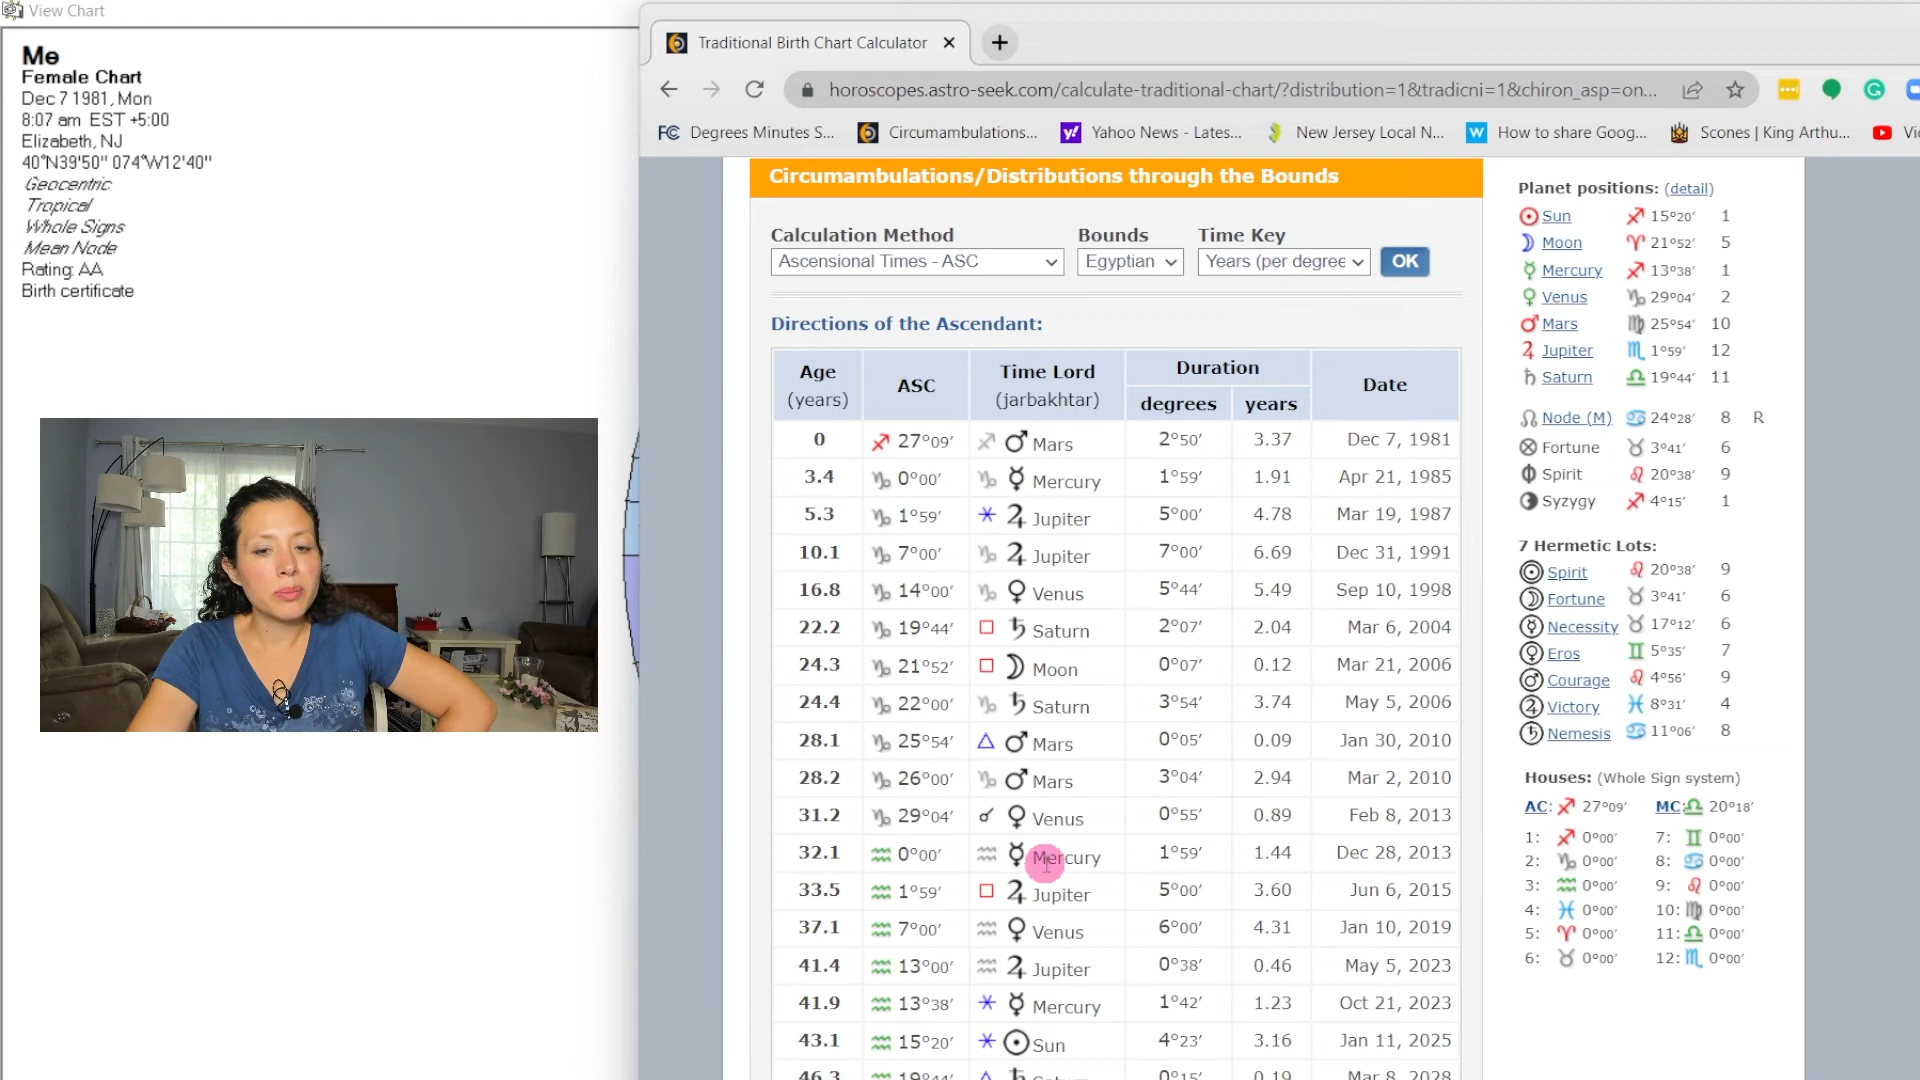 View Chart
Me
Female Chart
Dec 7 1981, Mon
8:07 am EST +5:00
Elizabeth, NJ
40°N39'50" 074°W12'40"
Geocentric
Tropical
Whole Signs
Mean Node
Rating: AA
Birth certificate
Traditional Birth Chart Calculator
horoscopes.astro-seek.com/calculate-traditional-chart/?distribution=1&tradicni=1&chiron_asp=on...
FC Degrees Minutes S... Circumambulations... Yahoo News - Lates... New Jersey Local N... W How to share Goog... Scones | King Arthu...
Circumambulations/Distributions through the Bounds
Calculation Method Bounds Time Key
Ascensional Times - ASC Egyptian Years (per degree OK
Directions of the Ascendant:
Age (years) ASC Time Lord (jarbakhtar) Duration degrees years Date
0 ♐ 27°09' ♐ ♂ Mars 2°50' 3.37 Dec 7, 1981
3.4 ♑ 0°00' ♑ ☿ Mercury 1°59' 1.91 Apr 21, 1985
5.3 ♑ 1°59' ⚹ ♃ Jupiter 5°00' 4.78 Mar 19, 1987
10.1 ♑ 7°00' ♑ ♃ Jupiter 7°00' 6.69 Dec 31, 1991
16.8 ♑ 14°00' ♑ ♀ Venus 5°44' 5.49 Sep 10, 1998
22.2 ♑ 19°44' □ ♄ Saturn 2°07' 2.04 Mar 6, 2004
24.3 ♑ 21°52' □ ☽ Moon 0°07' 0.12 Mar 21, 2006
24.4 ♑ 22°00' ♑ ♄ Saturn 3°54' 3.74 May 5, 2006
28.1 ♑ 25°54' △ ♂ Mars 0°05' 0.09 Jan 30, 2010
28.2 ♑ 26°00' ♑ ♂ Mars 3°04' 2.94 Mar 2, 2010
31.2 ♑ 29°04' ☌ ♀ Venus 0°55' 0.89 Feb 8, 2013
32.1 ♒ 0°00' ♒ ☿ Mercury 1°59' 1.44 Dec 28, 2013
33.5 ♒ 1°59' □ ♃ Jupiter 5°00' 3.60 Jun 6, 2015
37.1 ♒ 7°00' ♒ ♀ Venus 6°00' 4.31 Jan 10, 2019
41.4 ♒ 13°00' ♒ ♃ Jupiter 0°38' 0.46 May 5, 2023
41.9 ♒ 13°38' ⚹ ☿ Mercury 1°42' 1.23 Oct 21, 2023
43.1 ♒ 15°20' ⚹ ☉ Sun 4°23' 3.16 Jan 11, 2025
46.3 ♒ 19°44' △ ♄ Saturn 0°15' 0.19 Mar 8, 2028
Planet positions: (detail)
☉ Sun ♐ 15°20' 1
☽ Moon ♈ 21°52' 5
☿ Mercury ♐ 13°38' 1
♀ Venus ♑ 29°04' 2
♂ Mars ♍ 25°54' 10
♃ Jupiter ♏ 1°59' 12
♄ Saturn ♎ 19°44' 11
☊ Node (M) ♋ 24°28' 8 R
⊗ Fortune ♉ 3°41' 6
Spirit ♌ 20°38' 9
Syzygy ♐ 4°15' 1
7 Hermetic Lots:
Spirit ♌ 20°38' 9
Fortune ♉ 3°41' 6
Necessity ♉ 17°12' 6
Eros ♊ 5°35' 7
Courage ♌ 4°56' 9
Victory ♓ 8°31' 4
Nemesis ♋ 11°06' 8
Houses: (Whole Sign system)
AC: ♐ 27°09' MC: ♎ 20°18'
1: ♐ 0°00' 7: ♊ 0°00'
2: ♑ 0°00' 8: ♋ 0°00'
3: ♒ 0°00' 9: ♌ 0°00'
4: ♓ 0°00' 10: ♍ 0°00'
5: ♈ 0°00' 11: ♎ 0°00'
6: ♉ 0°00' 12: ♏ 0°00'